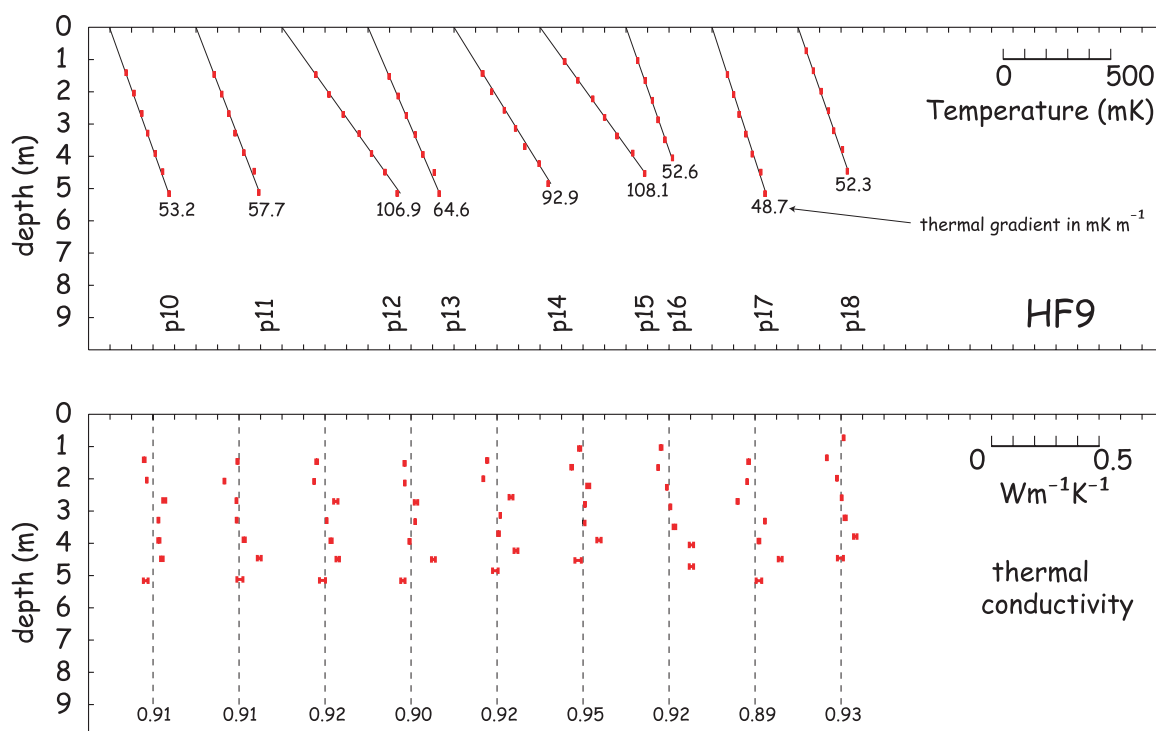 0
1
2
3
4
5
6
7
8
9
depth (m)
53.2
57.7
106.9
64.6
92.9
108.1
52.6
48.7
52.3
0 500
Temperature (mK)
thermal gradient in mK m⁻¹
p10
p11
p12
p13
p14
p15
p16
p17
p18
HF9
0
1
2
3
4
5
6
7
8
9
depth (m)
0 0.5
Wm⁻¹K⁻¹
thermal
conductivity
0.91 0.91 0.92 0.90 0.92 0.95 0.92 0.89 0.93